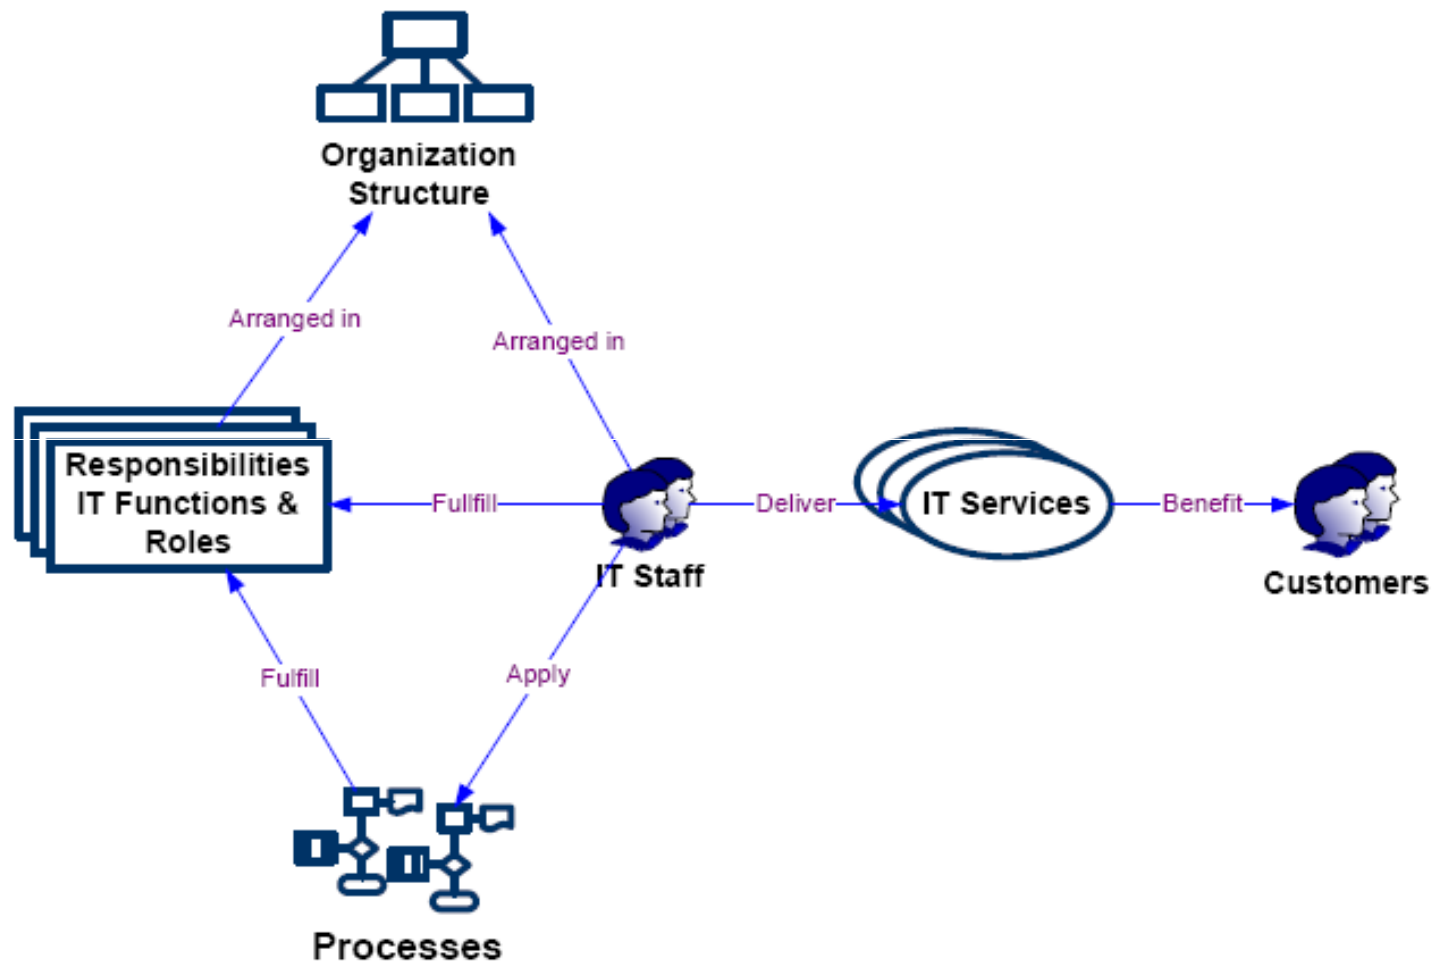 Organization
Structure
Arranged in
Arranged in
Responsibilities
IT Functions &
Roles
Fullfill
Deliver
IT Services
Benefit
IT Staff
Customers
Fulfill
Apply
Processes